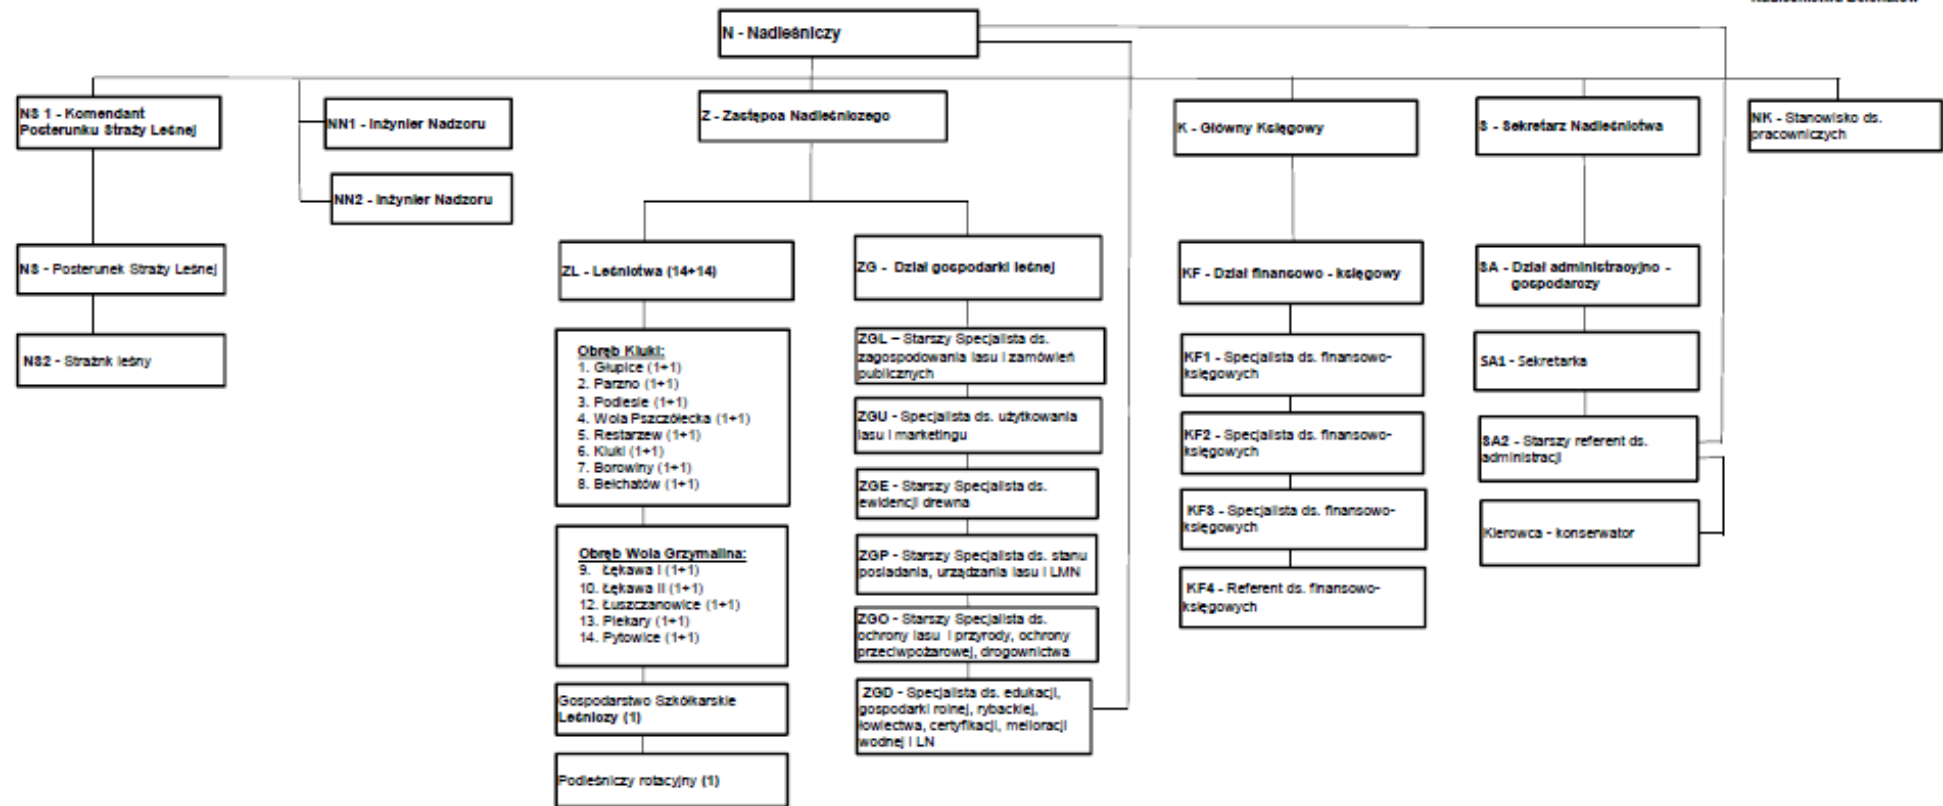 N - Nadleśniczy
NS 1 - Komendant
Posterunku Straży Leśnej
NN1 - Inżynier Nadzoru
NN2 - Inżynier Nadzoru
Z - Zastępca Nadleśniczego
K - Główny Księgowy
S - Sekretarz Nadleśnictwa
NK - Stanowisko ds.
pracowniczych
NS - Posterunek Straży Leśnej
NS2 - Strażnk leśny
ZL - Leśnictwa (14+14)
Obręb Kluki:
1. Głupice (1+1)
2. Parzno (1+1)
3. Podlesie (1+1)
4. Wola Pszczółecka (1+1)
5. Restarzew (1+1)
6. Kluki (1+1)
7. Borowiny (1+1)
8. Bełchatów (1+1)
Obręb Wola Grzymalina:
9. Łękawa I (1+1)
10. Łękawa II (1+1)
12. Łuszczanowice (1+1)
13. Piekary (1+1)
14. Pytowice (1+1)
Gospodarstwo Szkółkarskie
Leśniczy (1)
Podleśniczy rotacyjny (1)
ZG - Dział gospodarki leśnej
ZGL – Starszy Specjalista ds.
zagospodowania lasu i zamówień
publicznych
ZGU - Specjalista ds. użytkowania
lasu i marketingu
ZGE - Starszy Specjalista ds.
ewidencji drewna
ZGP - Starszy Specjalista ds. stanu
posiadania, urządzania lasu i LMN
ZGO - Starszy Specjalista ds.
ochrony lasu i przyrody, ochrony
przeciwpożarowej, drogownictwa
ZGD - Specjalista ds. edukacji,
gospodarki rolnej, rybackiej,
łowiectwa, certyfikacji, melioracji
wodnej i LN
KF - Dział finansowo - księgowy
KF1 - Specjalista ds. finansowo-
księgowych
KF2 - Specjalista ds. finansowo-
księgowych
KF3 - Specjalista ds. finansowo-
księgowych
KF4 - Referent ds. finansowo-
księgowych
SA - Dział administracyjno -
gospodarczy
SA1 - Sekretarka
SA2 - Starszy referent ds.
administracji
Kierowca - konserwator